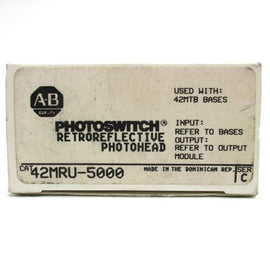 A-B
QUALITY
PHOTOSWITCH®
RETROREFLECTIVE
PHOTOHEAD
USED WITH:
42MTB BASES
INPUT:
REFER TO BASES
OUTPUT:
REFER TO OUTPUT
MODULE
CAT 42MRU-5000
MADE IN THE DOMINICAN REP.
SER
C